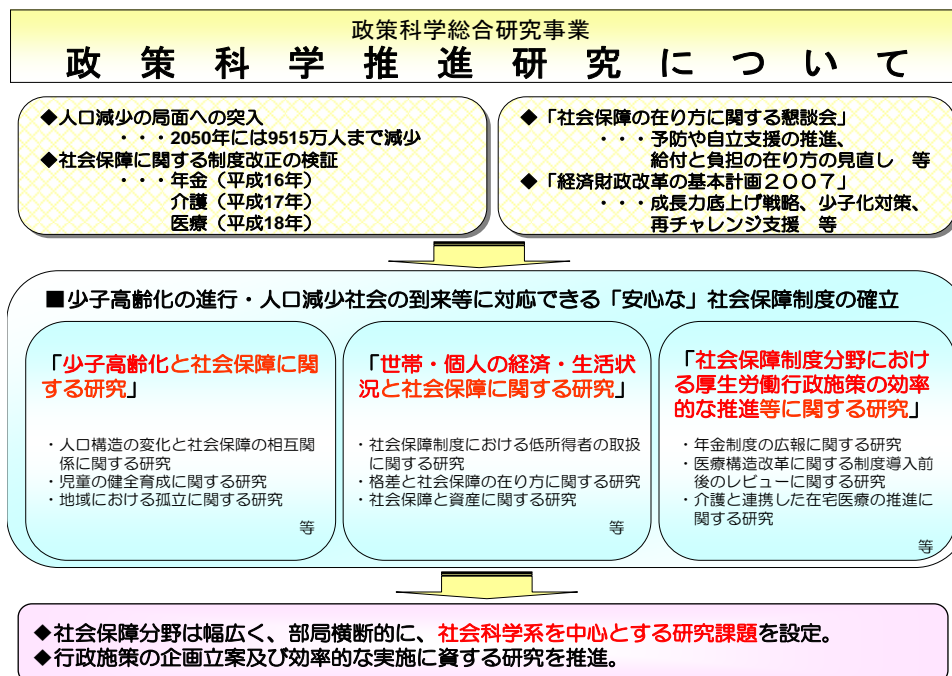 政策科学総合研究事業
政策科学推進研究について
◆人口減少の局面への突入
・・・2050年には9515万人まで減少
◆社会保障に関する制度改正の検証
・・・年金（平成16年）
介護（平成17年）
医療（平成18年）
◆「社会保障の在り方に関する懇談会」
・・・予防や自立支援の推進、
給付と負担の在り方の見直し　等
◆「経済財政改革の基本計画２００７」
・・・成長力底上げ戦略、少子化対策、
再チャレンジ支援　等
■少子高齢化の進行・人口減少社会の到来等に対応できる「安心な」社会保障制度の確立
「少子高齢化と社会保障に関
する研究」
・人口構造の変化と社会保障の相互関
係に関する研究
・児童の健全育成に関する研究
・地域における孤立に関する研究
等
「世帯・個人の経済・生活状
況と社会保障に関する研究」
・社会保障制度における低所得者の取扱
に関する研究
・格差と社会保障の在り方に関する研究
・社会保障と資産に関する研究
等
「社会保障制度分野におけ
る厚生労働行政施策の効率
的な推進等に関する研究」
・年金制度の広報に関する研究
・医療構造改革に関する制度導入前
後のレビューに関する研究
・介護と連携した在宅医療の推進に
関する研究
等
◆社会保障分野は幅広く、部局横断的に、社会科学系を中心とする研究課題を設定。
◆行政施策の企画立案及び効率的な実施に資する研究を推進。